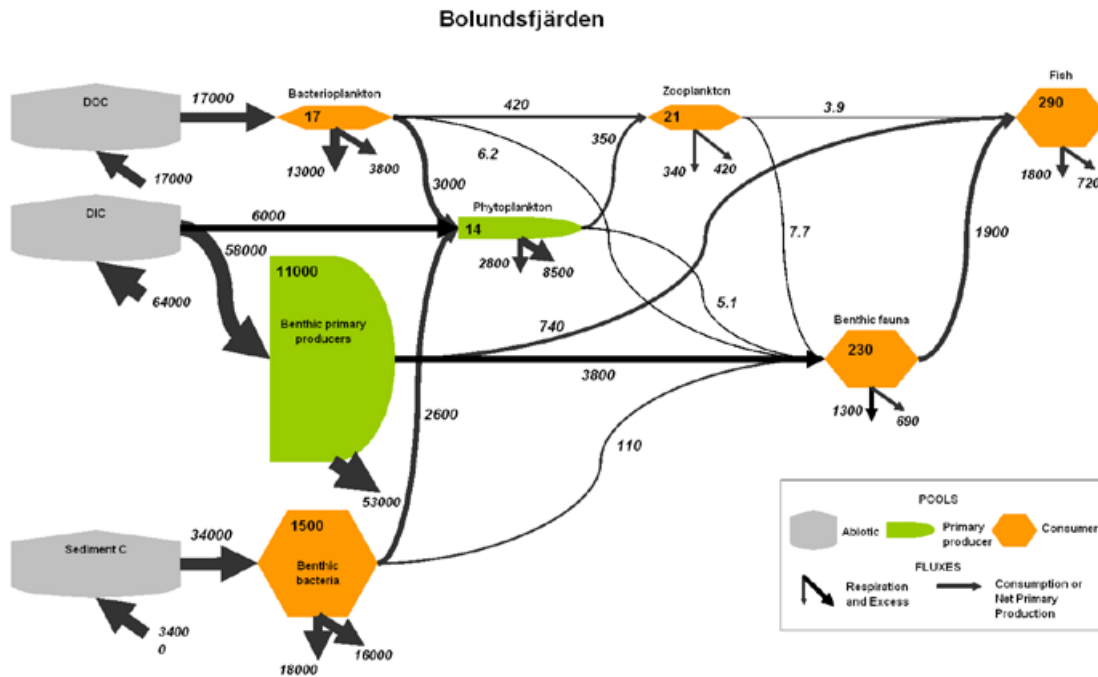 Bolundsfjärden
DOC
17000
17000
Bacterioplankton
17
13000
3800
420
6.2
3000
Zooplankton
21
340
420
350
3.9
7.7
Fish
290
1800
720
DIC
6000
58000
64000
Phytoplankton
14
2800
8500
5.1
1900
11000
Benthic primary
producers
53000
740
3800
2600
110
Benthic fauna
230
1300
690
Sediment C
34000
3400
0
1500
Benthic
bacteria
18000
16000
POOLS
Abiotic
Primary
producer
Consumer
FLUXES
Respiration
and Excess
Consumption or
Net Primary
Production